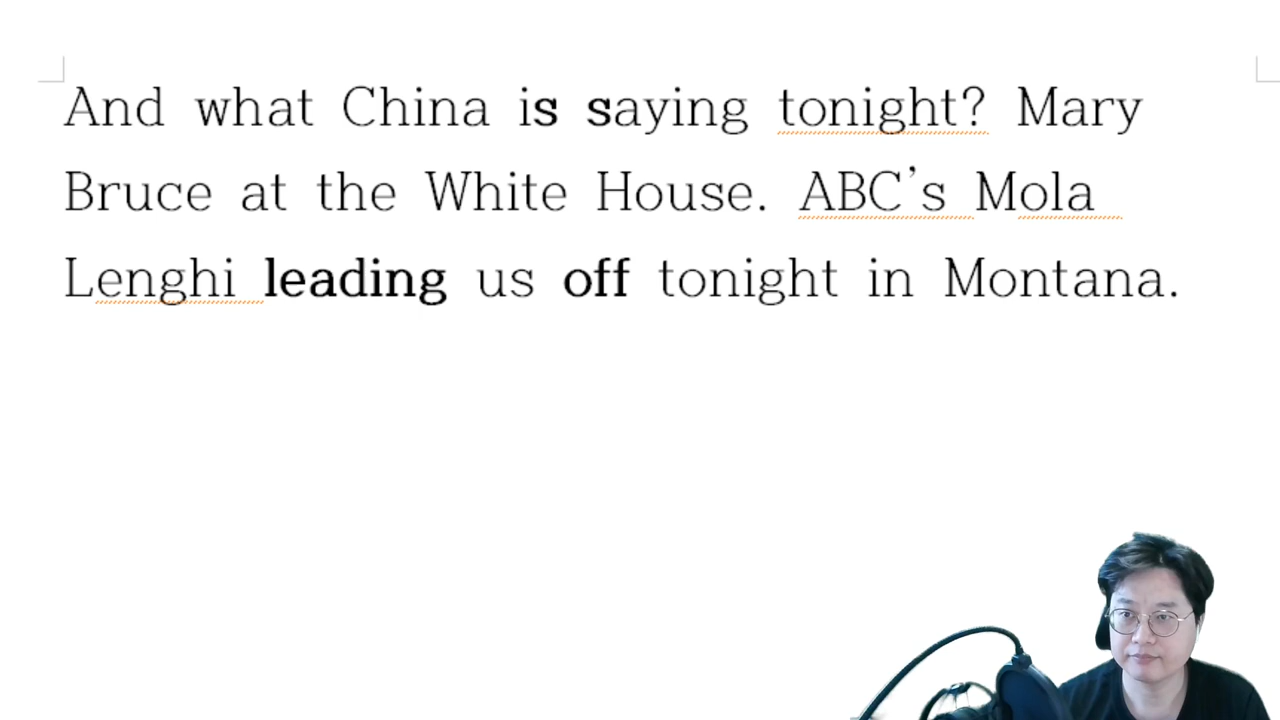 And what China is saying tonight? Mary
Bruce at the White House. ABC’s Mola
Lenghi leading us off tonight in Montana.